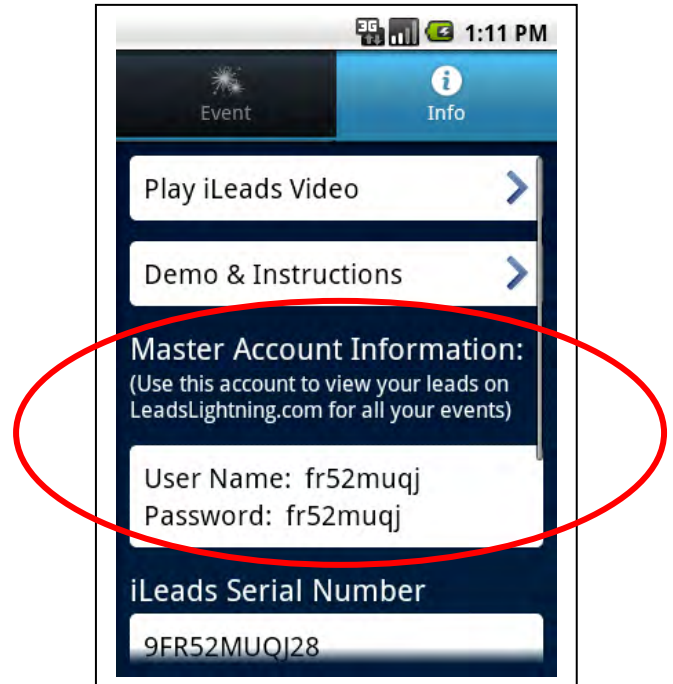 3G 1:11 PM
Event
Info
Play iLeads Video
Demo & Instructions
Master Account Information:
(Use this account to view your leads on
LeadsLightning.com for all your events)
User Name: fr52muqj
Password: fr52muqj
iLeads Serial Number
9FR52MUQJ28